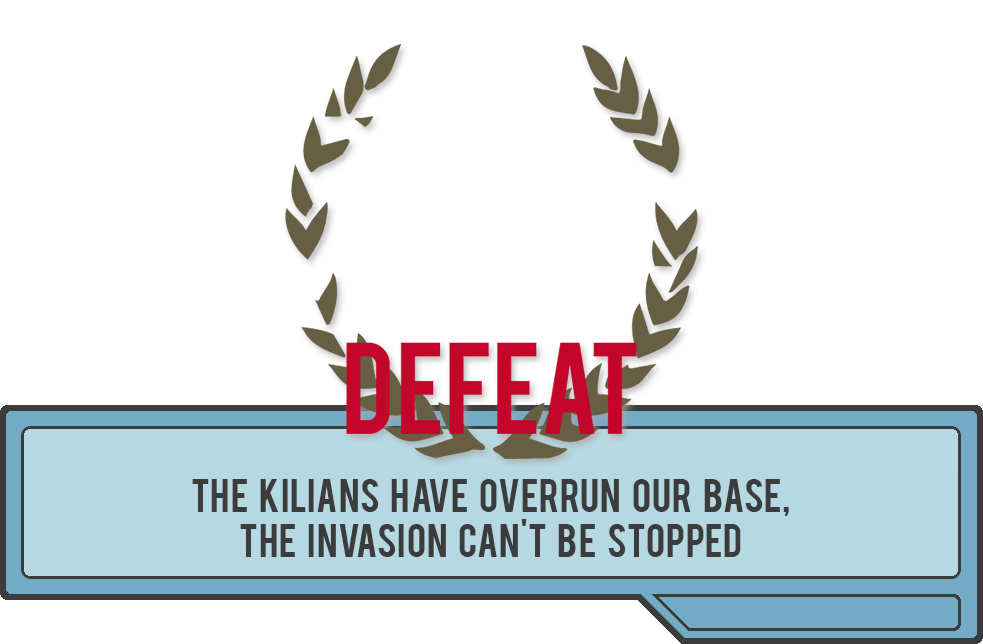 DEFEAT
THE KILIANS HAVE OVERRUN OUR BASE,
THE INVASION CAN'T BE STOPPED